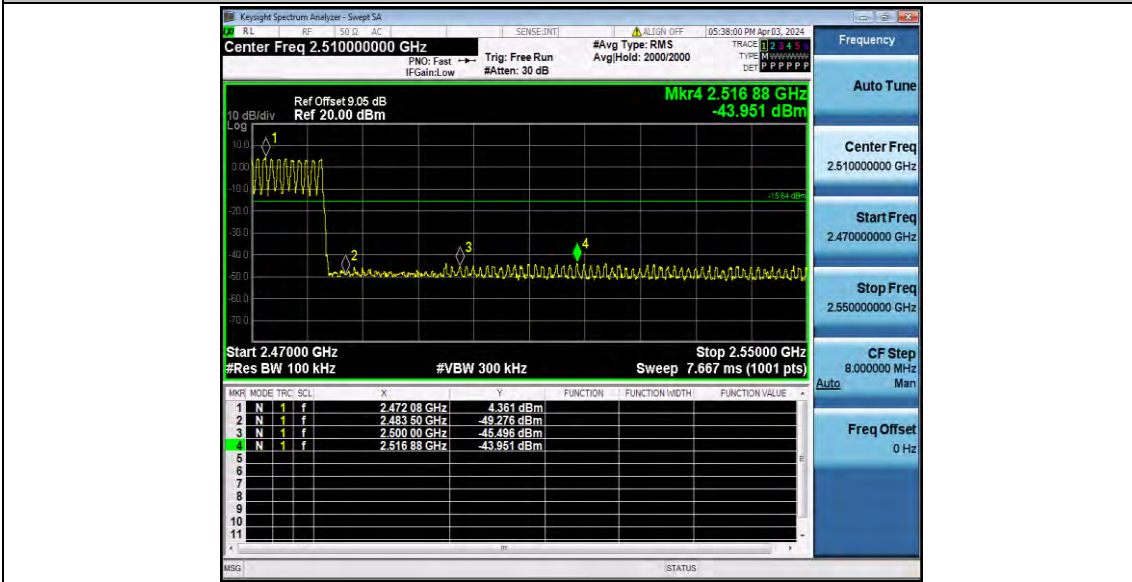 Keysight Spectrum Analyzer - Swept SA
RL RF 50 Ω AC SENSE:INT ALIGN OFF 05:38:00 PM Apr 03, 2024
Center Freq 2.510000000 GHz
PNO: Fast
IFGain:Low
Trig: Free Run
#Atten: 30 dB
#Avg Type: RMS
Avg|Hold: 2000/2000
TRACE 1 2 3 4 5 6
TYPE M W W W W W
DET P P P P P P
Mkr4 2.516 88 GHz
-43.951 dBm
Ref Offset 9.05 dB
10 dB/div Ref 20.00 dBm
Log
10.0
0.00
-10.0
-20.0
-30.0
-40.0
-50.0
-60.0
-70.0
1
2
3
4
-15.64 dBm
Start 2.47000 GHz Stop 2.55000 GHz
#Res BW 100 kHz #VBW 300 kHz Sweep 7.667 ms (1001 pts)
MKR MODE TRC SCL X Y FUNCTION FUNCTION WIDTH FUNCTION VALUE
1 N 1 f 2.472 08 GHz 4.361 dBm
2 N 1 f 2.483 50 GHz -49.276 dBm
3 N 1 f 2.500 00 GHz -45.496 dBm
4 N 1 f 2.516 88 GHz -43.951 dBm
5
6
7
8
9
10
11
MSG STATUS
Frequency
Auto Tune
Center Freq
2.510000000 GHz
Start Freq
2.470000000 GHz
Stop Freq
2.550000000 GHz
CF Step
8.000000 MHz
Auto Man
Freq Offset
0 Hz